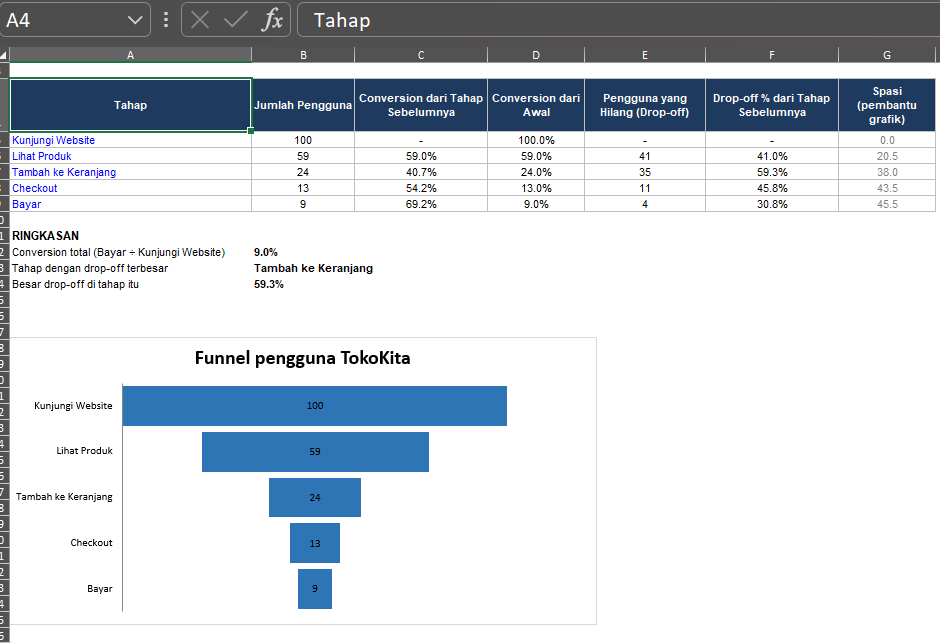 A4 fx Tahap
A B C D E F G
Tahap Jumlah Pengguna Conversion dari Tahap Sebelumnya Conversion dari Awal Pengguna yang Hilang (Drop-off) Drop-off % dari Tahap Sebelumnya Spasi (pembantu grafik)
Kunjungi Website 100 - 100.0% - - 0.0
Lihat Produk 59 59.0% 59.0% 41 41.0% 20.5
Tambah ke Keranjang 24 40.7% 24.0% 35 59.3% 38.0
Checkout 13 54.2% 13.0% 11 45.8% 43.5
Bayar 9 69.2% 9.0% 4 30.8% 45.5
RINGKASAN
Conversion total (Bayar ÷ Kunjungi Website) 9.0%
Tahap dengan drop-off terbesar Tambah ke Keranjang
Besar drop-off di tahap itu 59.3%
Funnel pengguna TokoKita
Kunjungi Website 100
Lihat Produk 59
Tambah ke Keranjang 24
Checkout 13
Bayar 9